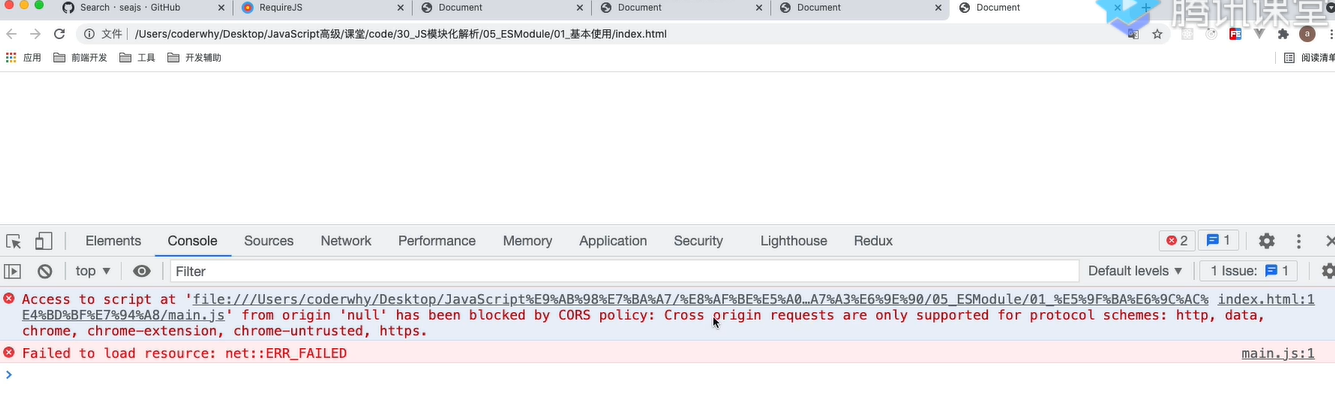 Search · seajs · GitHub
RequireJS
Document
Document
Document
Document
腾讯课堂
文件
/Users/coderwhy/Desktop/JavaScript高级/课堂/code/30_JS模块化解析/05_ESModule/01_基本使用/index.html
FE
a
应用
前端开发
工具
开发辅助
阅读清单
Elements
Console
Sources
Network
Performance
Memory
Application
Security
Lighthouse
Redux
2
1
top
Filter
Default levels
1 Issue: 1
Access to script at 'file:///Users/coderwhy/Desktop/JavaScript%E9%AB%98%E7%BA%A7/%E8%AF%BE%E5%A0…A7%A3%E6%9E%90/05_ESModule/01_%E5%9F%BA%E6%9C%AC%
index.html:1
E4%BD%BF%E7%94%A8/main.js' from origin 'null' has been blocked by CORS policy: Cross origin requests are only supported for protocol schemes: http, data,
chrome, chrome-extension, chrome-untrusted, https.
Failed to load resource: net::ERR_FAILED
main.js:1